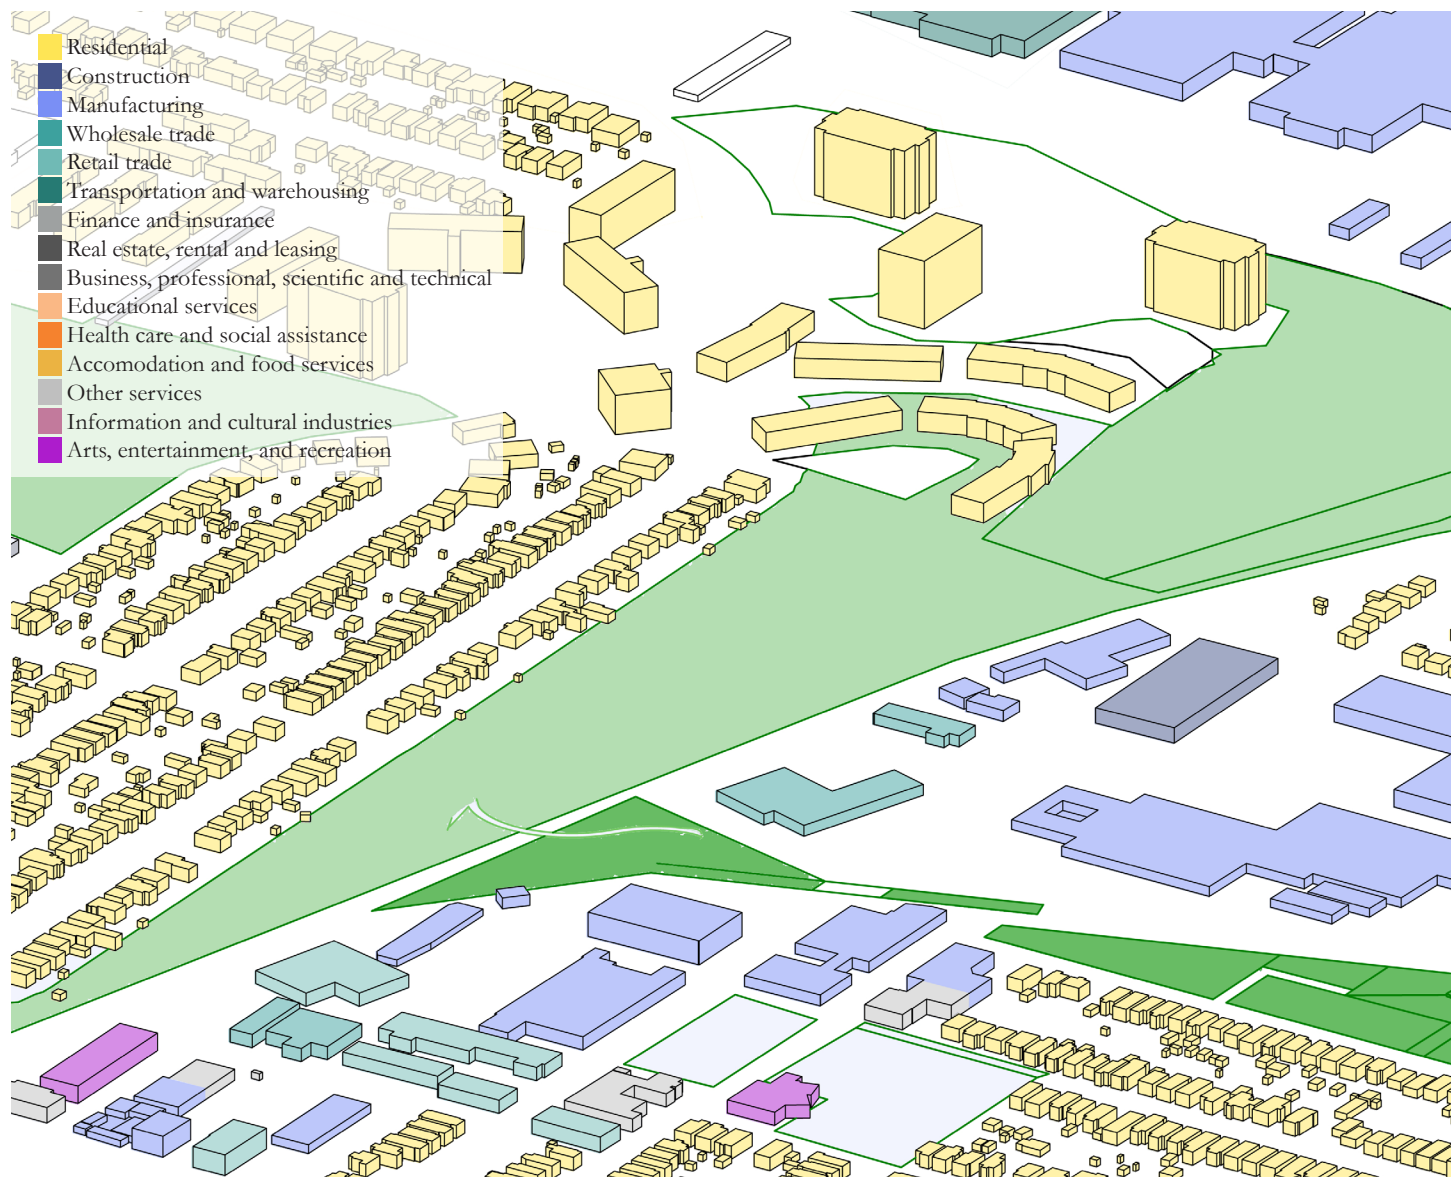 Residential
Construction
Manufacturing
Wholesale trade
Retail trade
Transportation and warehousing
Finance and insurance
Real estate, rental and leasing
Business, professional, scientific and technical
Educational services
Health care and social assistance
Accomodation and food services
Other services
Information and cultural industries
Arts, entertainment, and recreation